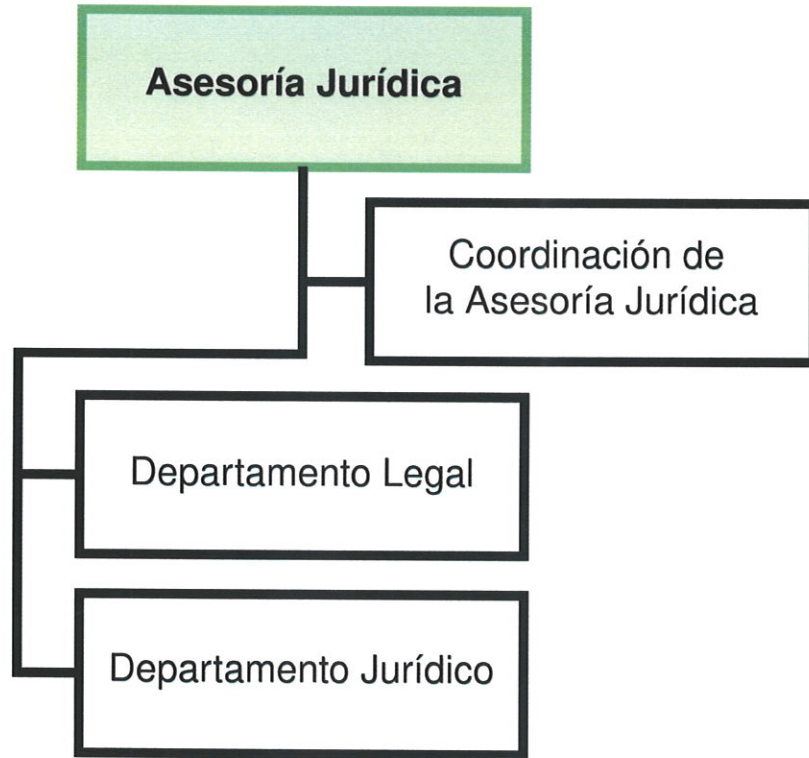 Asesoría Jurídica
Coordinación de
la Asesoría Jurídica
Departamento Legal
Departamento Jurídico